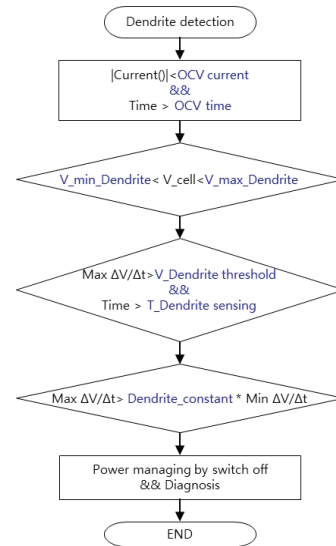 Dendrite detection
|Current()|<OCV current
&&
Time > OCV time
V_min_Dendrite< V_cell<V_max_Dendrite
Max ΔV/Δt>V_Dendrite threshold
&&
Time > T_Dendrite sensing
Max ΔV/Δt> Dendrite_constant * Min ΔV/Δt
Power managing by switch off
&& Diagnosis
END